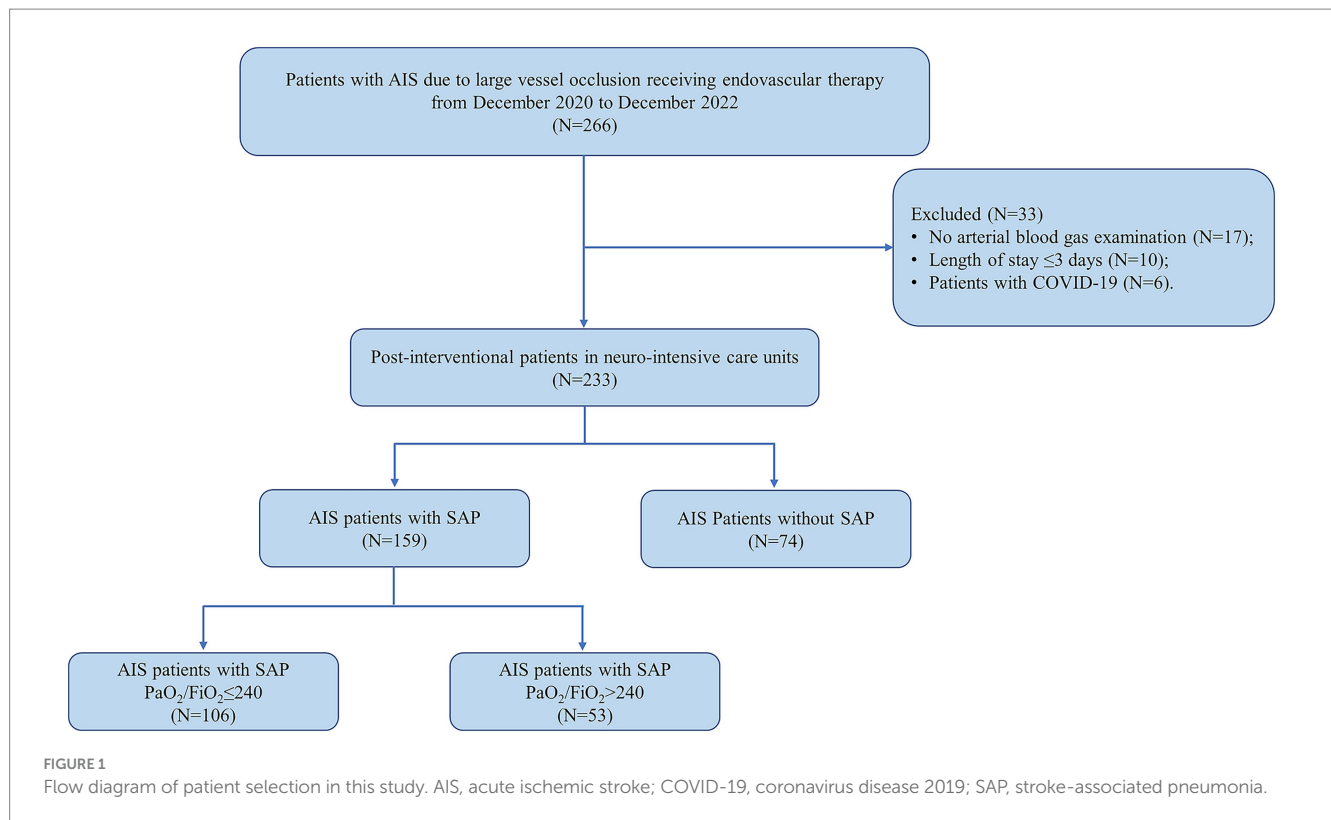 Patients with AIS due to large vessel occlusion receiving endovascular therapy
from December 2020 to December 2022
(N=266)
Excluded (N=33)
• No arterial blood gas examination (N=17);
• Length of stay ≤3 days (N=10);
• Patients with COVID-19 (N=6).
Post-interventional patients in neuro-intensive care units
(N=233)
AIS patients with SAP
(N=159)
AIS Patients without SAP
(N=74)
AIS patients with SAP
PaO₂/FiO₂≤240
(N=106)
AIS patients with SAP
PaO₂/FiO₂>240
(N=53)
FIGURE 1
Flow diagram of patient selection in this study. AIS, acute ischemic stroke; COVID-19, coronavirus disease 2019; SAP, stroke-associated pneumonia.